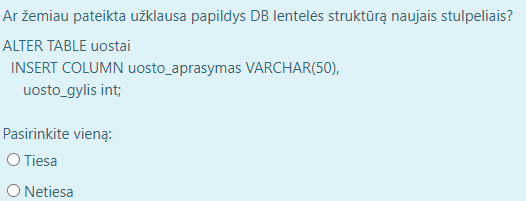 Ar žemiau pateikta užklausa papildys DB lentelės struktūrą naujais stulpeliais?
ALTER TABLE uostai
INSERT COLUMN uosto_aprasymas VARCHAR(50),
uosto_gylis int;
Pasirinkite vieną:
Tiesa
Netiesa